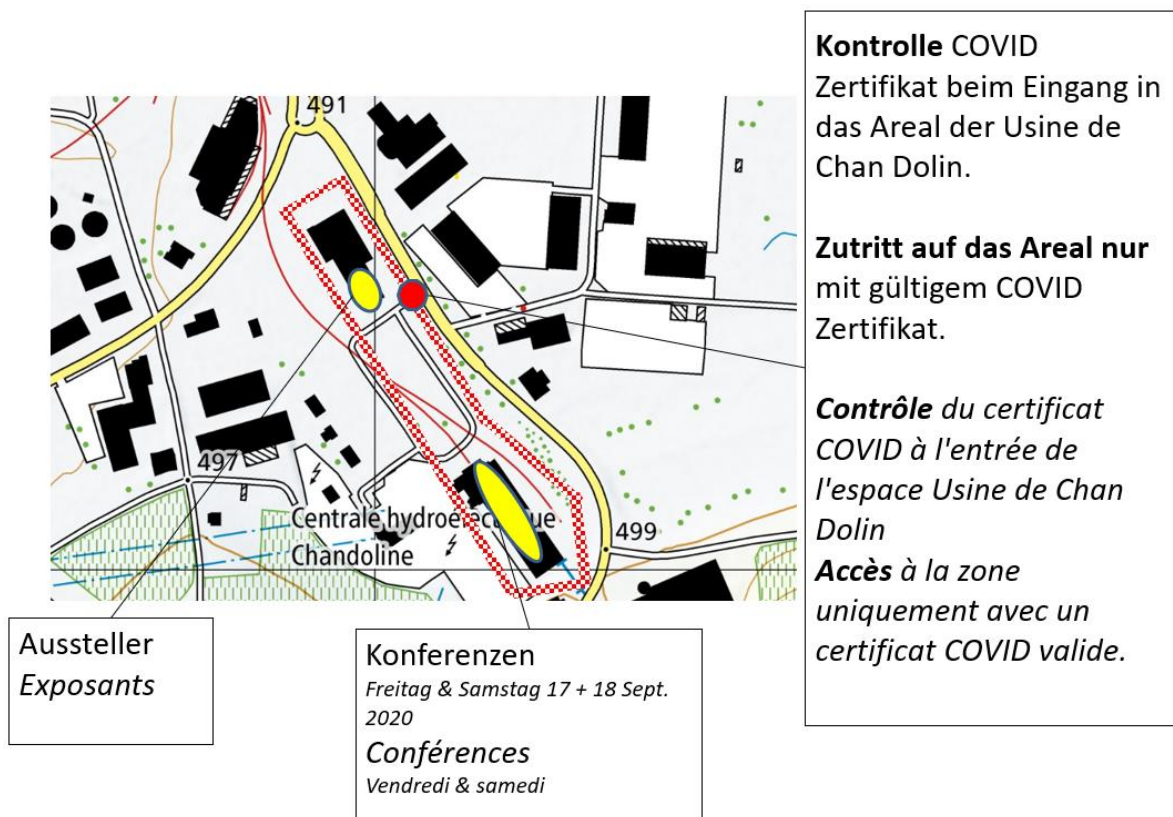 Kontrolle COVID
Zertifikat beim Eingang in
das Areal der Usine de
Chan Dolin.
Zutritt auf das Areal nur
mit gültigem COVID
Zertifikat.
Contrôle du certificat
COVID à l'entrée de
l'espace Usine de Chan
Dolin
Accès à la zone
uniquement avec un
certificat COVID valide.
491
497
499
Centrale hydroélectrique
Chandoline
Aussteller
Exposants
Konferenzen
Freitag & Samstag 17 + 18 Sept.
2020
Conférences
Vendredi & samedi